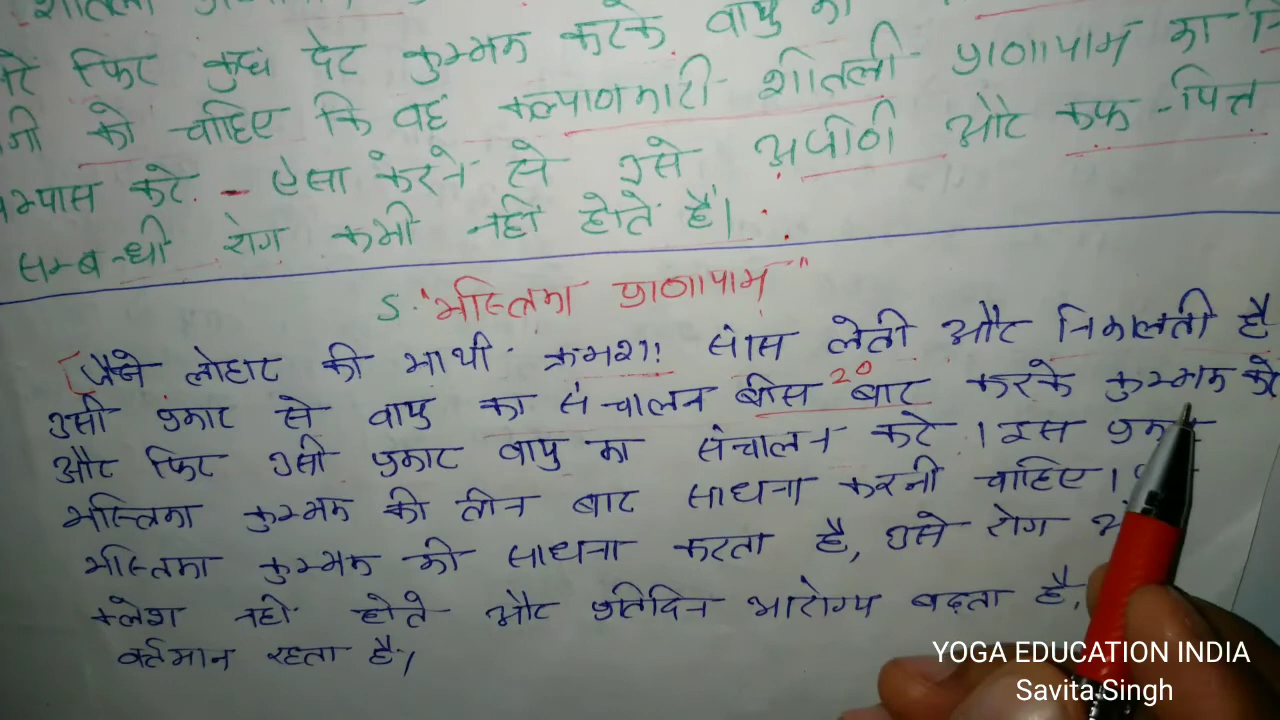 शीतली
फिर कुछ देर कुम्भक करके वायु को
को चाहिए कि वह कल्याणकारी शीतली प्राणायाम का
करे - ऐसा करने से उसे अजीर्ण और कफ-पित्त
सम्बन्धी रोग कभी नहीं होते हैं।
5. "भस्त्रिका प्राणायाम"
जैसे लोहार की भाथी क्रमशः सांस लेती और निकालती है
20
उसी प्रकार से वायु का संचालन बीस बार करके कुम्भक करे
और फिर उसी प्रकार वायु का संचालन करे । इस
भस्त्रिका कुम्भक की तीन बार साधना करनी चाहिए ।
भस्त्रिका कुम्भक की साधना करता है, उसे रोग
क्लेश नहीं होते और प्रतिदिन आरोग्य बढ़ता है,
वर्तमान रहता है।
YOGA EDUCATION INDIA
Savita Singh